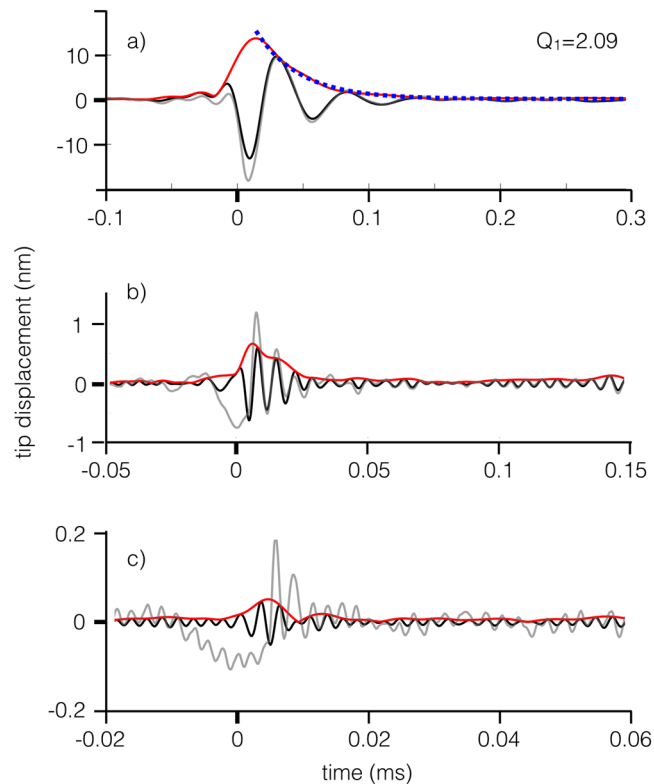 a)
Q1=2.09
10
0
-10
-0.1 0 0.1 0.2 0.3
b)
1
0
-1
-0.05 0 0.05 0.1 0.15
c)
0.2
0
-0.2
-0.02 0 0.02 0.04 0.06
tip displacement (nm)
time (ms)